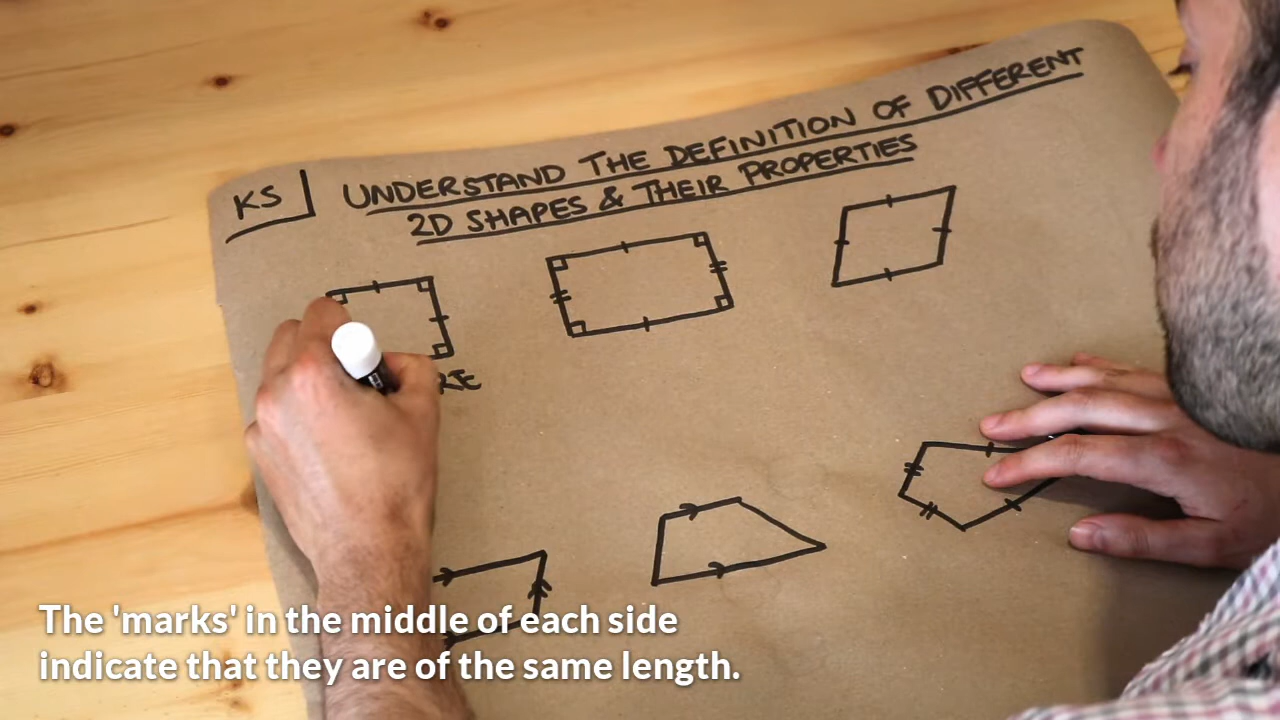 KS
UNDERSTAND THE DEFINITION OF DIFFERENT
2D SHAPES & THEIR PROPERTIES
The 'marks' in the middle of each side
indicate that they are of the same length.